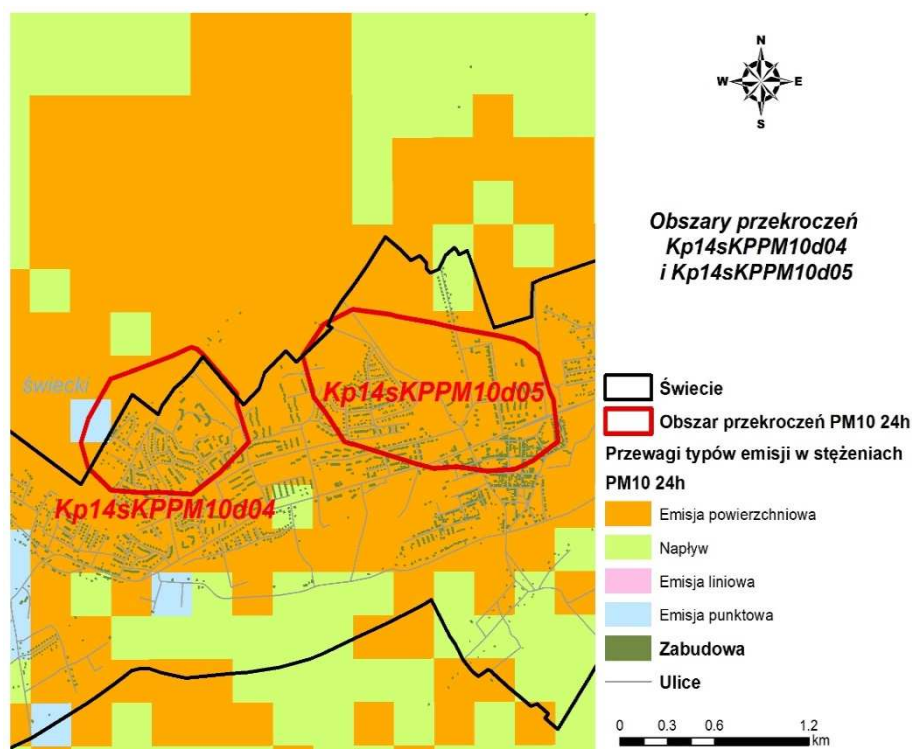 N
W E
S
Obszary przekroczeń
Kp14sKPPM10d04
i Kp14sKPPM10d05
świecki
Kp14sKPPM10d05
Kp14sKPPM10d04
Świecie
Obszar przekroczeń PM10 24h
Przewagi typów emisji w stężeniach
PM10 24h
Emisja powierzchniowa
Napływ
Emisja liniowa
Emisja punktowa
Zabudowa
Ulice
0 0.3 0.6 1.2
km